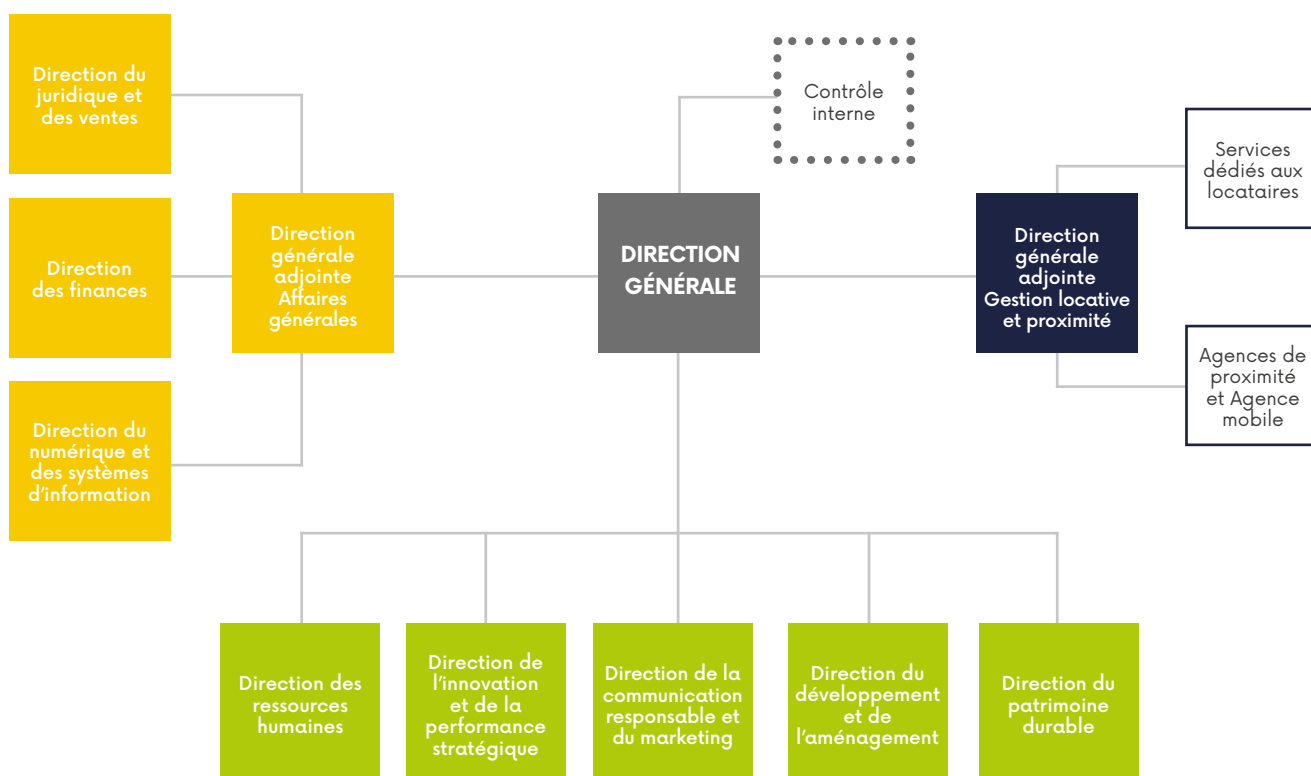 Direction du
juridique et
des ventes
Contrôle
interne
Services
dédiés aux
locataires
Direction
des finances
Direction
générale
adjointe
Affaires
générales
DIRECTION
GÉNÉRALE
Direction
générale
adjointe
Gestion locative
et proximité
Agences de
proximité
et Agence
mobile
Direction du
numérique et
des systèmes
d'information
Direction des
ressources
humaines
Direction de
l'innovation
et de la
performance
stratégique
Direction de la
communication
responsable et
du marketing
Direction du
développement
et de
l'aménagement
Direction du
patrimoine
durable